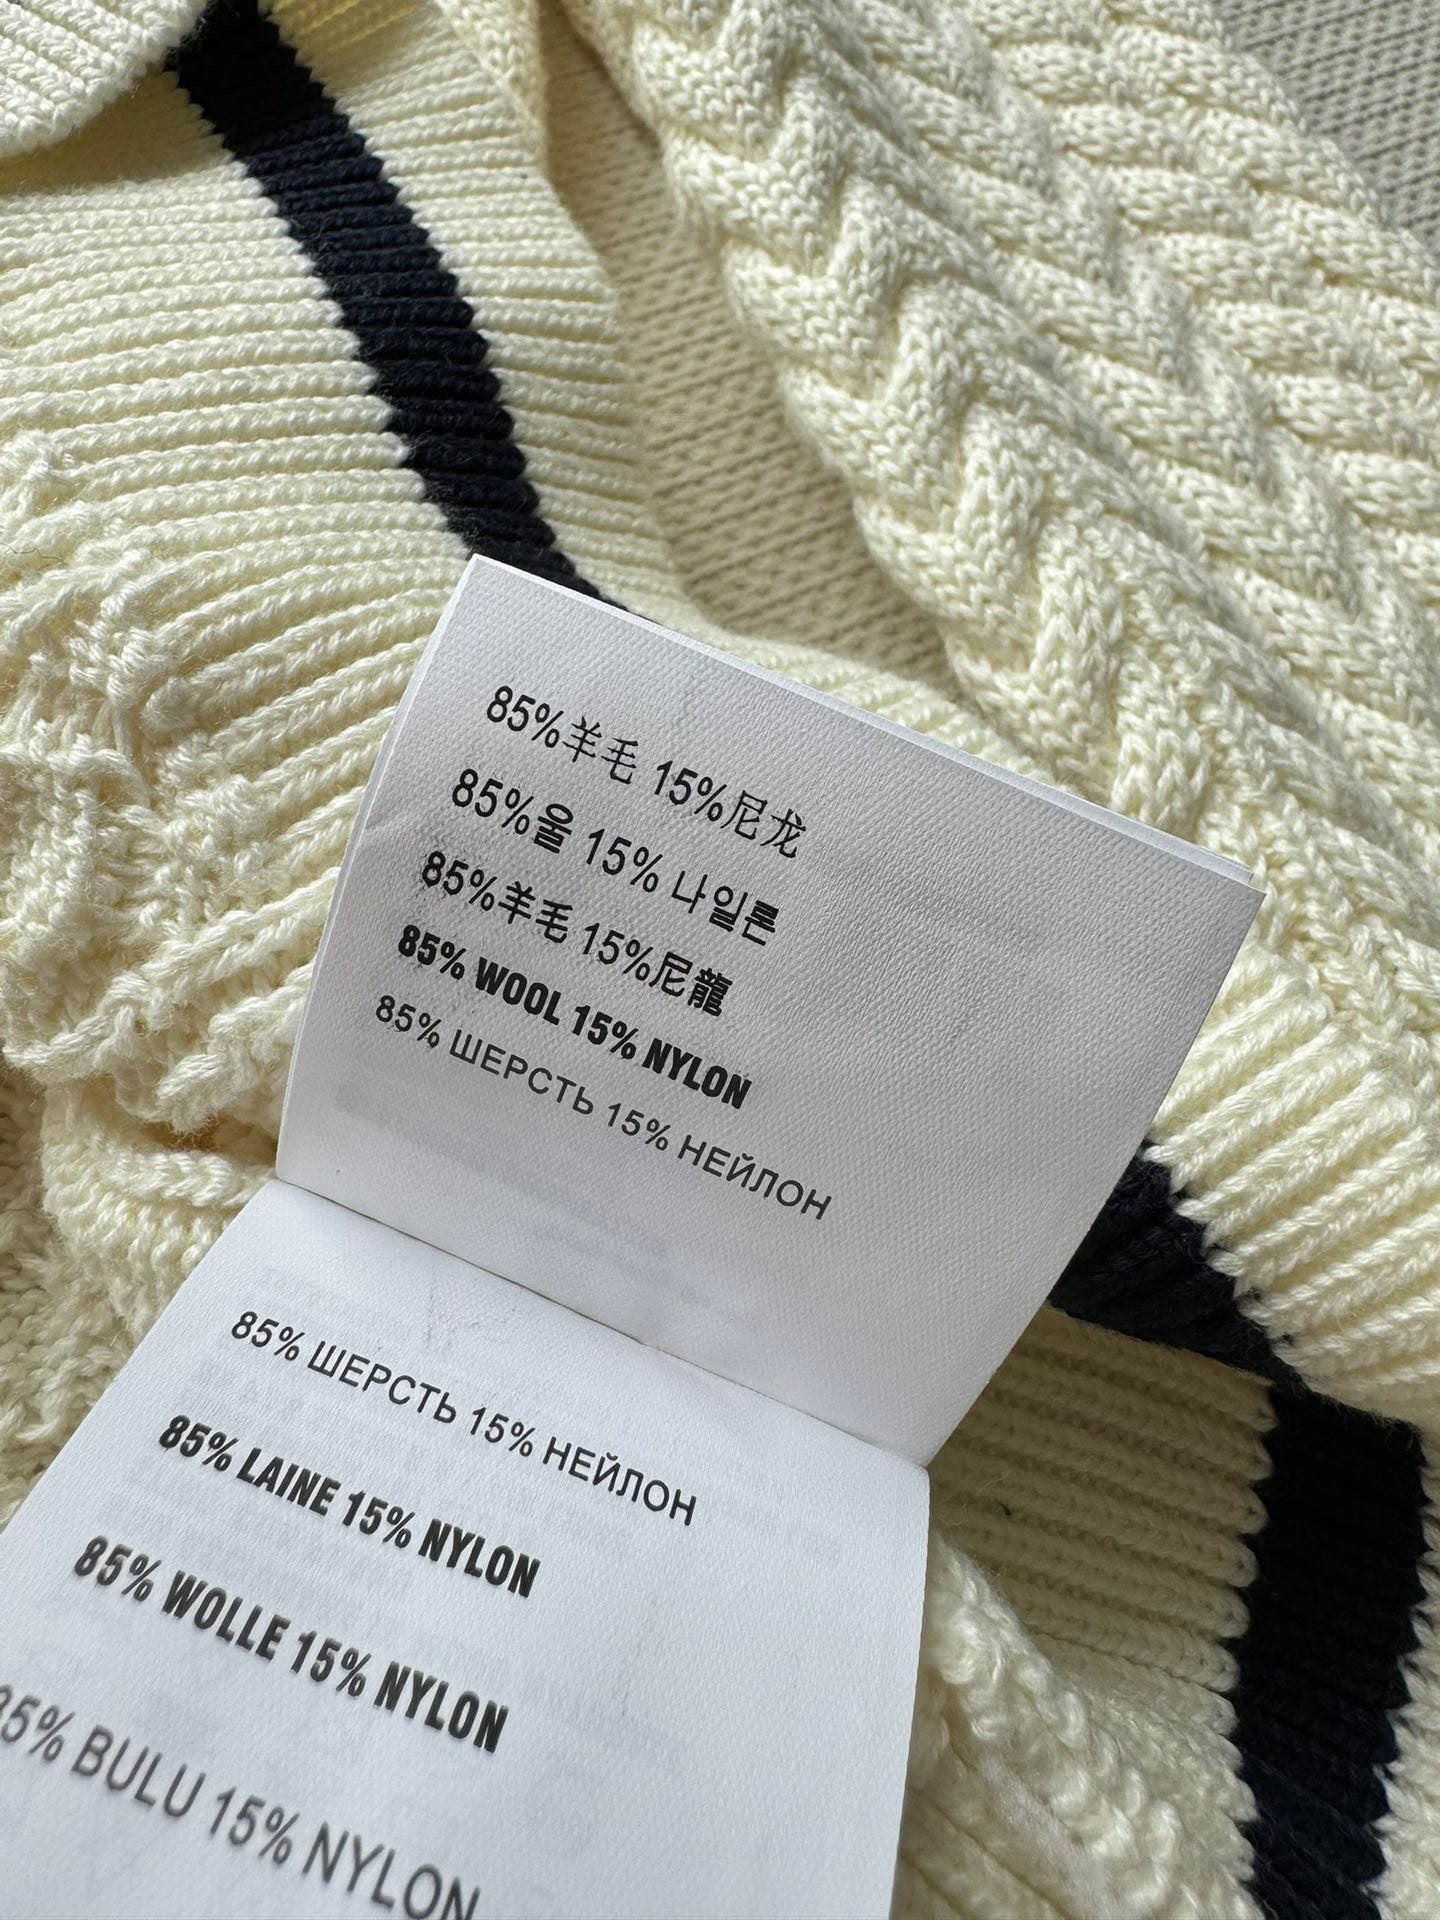 85%羊毛 15%尼龙
85%울 15% 나일론
85%羊毛 15%尼龍
85% WOOL 15% NYLON
85% ШЕРСТЬ 15% НЕЙЛОН
85% ШЕРСТЬ 15% НЕЙЛОН
85% LAINE 15% NYLON
85% WOLLE 15% NYLON
85% BULU 15% NYLON